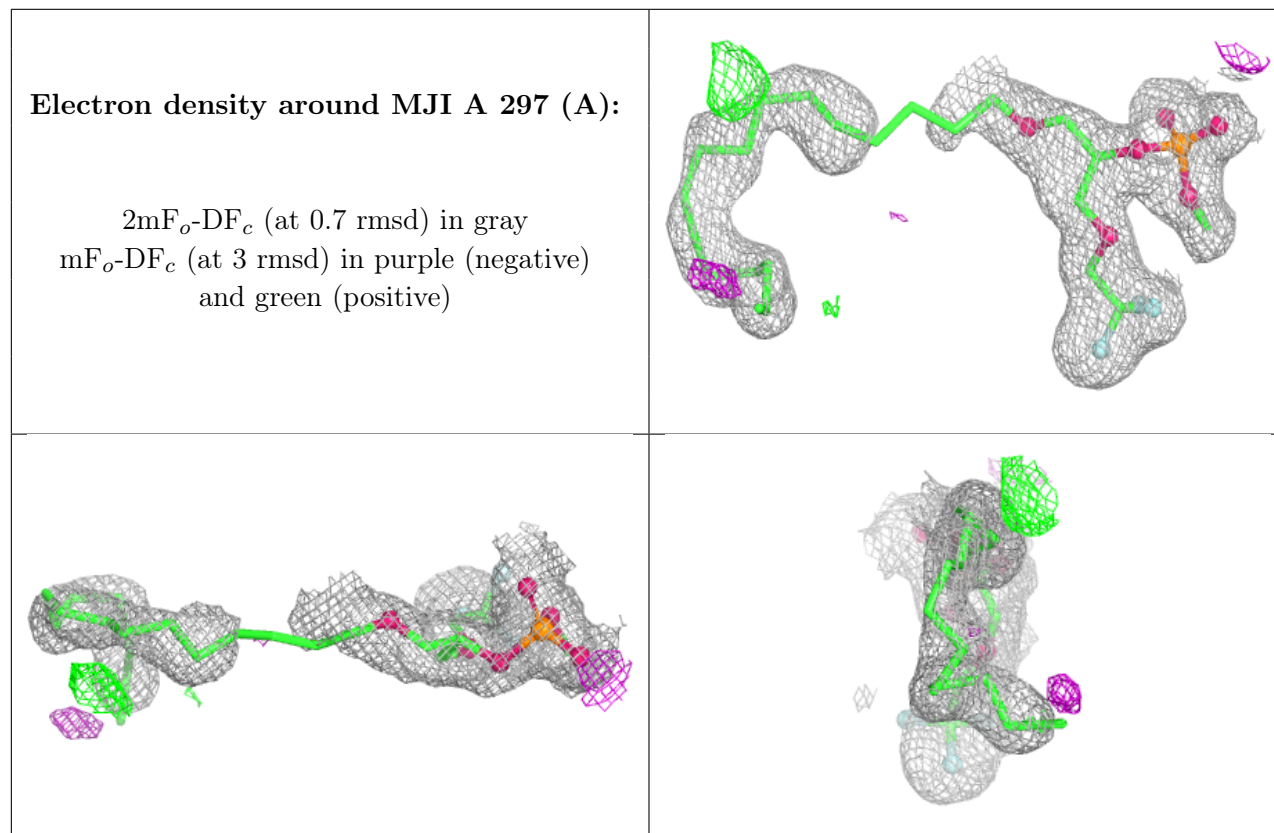 Electron density around MJI A 297 (A):
2mFo-DFc (at 0.7 rmsd) in gray
mFo-DFc (at 3 rmsd) in purple (negative)
and green (positive)